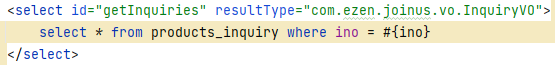 <select id="getInquiries" resultType="com.ezen.joinus.vo.InquiryVO">
    select * from products_inquiry where ino = #{ino}
</select>